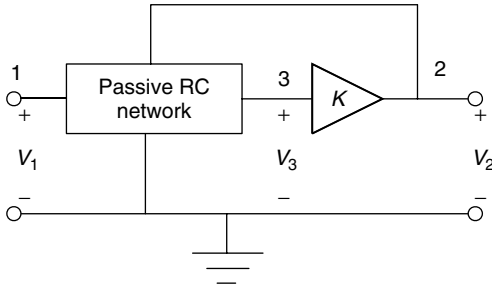 1
Passive RC
network
3
K
2
+
V1
−
+
V3
−
+
V2
−